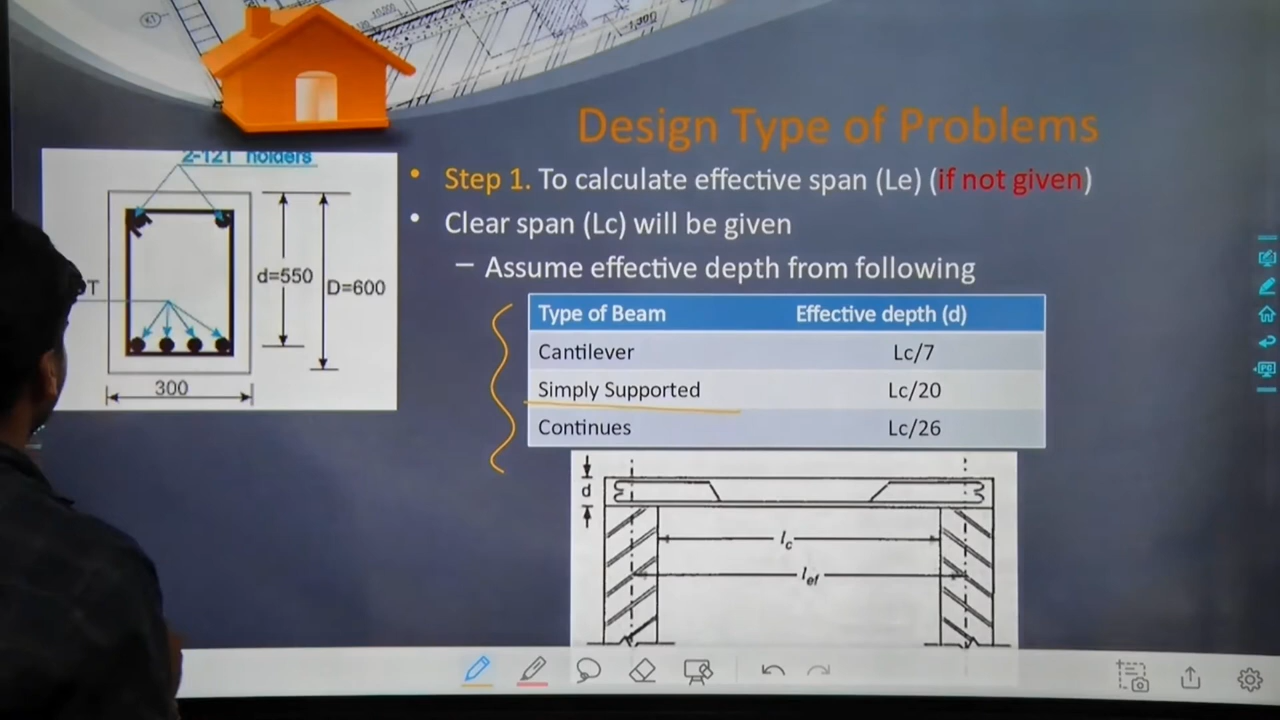 Design Type of Problems
2-12T holders
d=550
D=600
T
300
• Step 1. To calculate effective span (Le) (if not given)
• Clear span (Lc) will be given
– Assume effective depth from following
Type of Beam Effective depth (d)
Cantilever Lc/7
Simply Supported Lc/20
Continues Lc/26
d
lc
lef